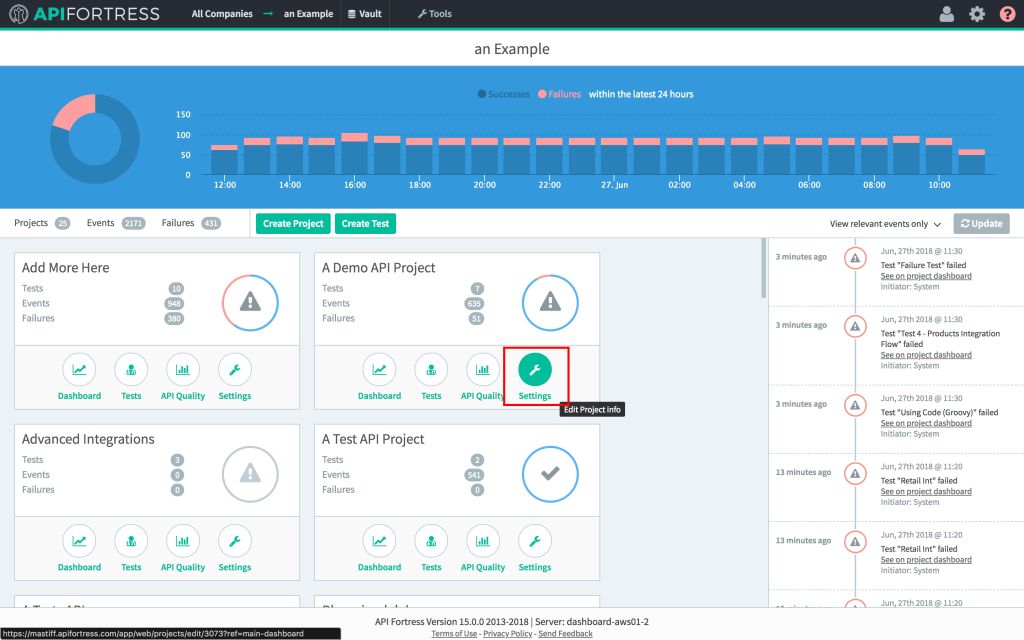 APIFORTRESS
All Companies → an Example
Vault
Tools
?
an Example
Successes Failures within the latest 24 hours
150
100
50
0
12:00 14:00 16:00 18:00 20:00 22:00 27. Jun 02:00 04:00 06:00 08:00 10:00
Projects 25 Events 2171 Failures 431
Create Project Create Test
View relevant events only
Update
Add More Here
Tests 10
Events 948
Failures 380
Dashboard Tests API Quality Settings
A Demo API Project
Tests 7
Events 635
Failures 51
Dashboard Tests API Quality Settings
Edit Project info
Advanced Integrations
Tests 3
Events 0
Failures 0
Dashboard Tests API Quality Settings
A Test API Project
Tests 2
Events 541
Failures 0
Dashboard Tests API Quality Settings
3 minutes ago
Jun, 27th 2018 @ 11:30
Test "Failure Test" failed
See on project dashboard
Initiator: System
3 minutes ago
Jun, 27th 2018 @ 11:30
Test "Test 4 - Products Integration
Flow" failed
See on project dashboard
Initiator: System
3 minutes ago
Jun, 27th 2018 @ 11:30
Test "Using Code (Groovy)" failed
See on project dashboard
Initiator: System
13 minutes ago
Jun, 27th 2018 @ 11:20
Test "Retail Int" failed
See on project dashboard
Initiator: System
13 minutes ago
Jun, 27th 2018 @ 11:20
Test "Retail Int" failed
See on project dashboard
Initiator: System
Jun, 27th 2018 @ 11:20
API Fortress Version 15.0.0 2013-2018 | Server: dashboard-aws01-2
Terms of Use - Privacy Policy - Send Feedback
https://mastiff.apifortress.com/app/web/projects/edit/3073?ref=main-dashboard